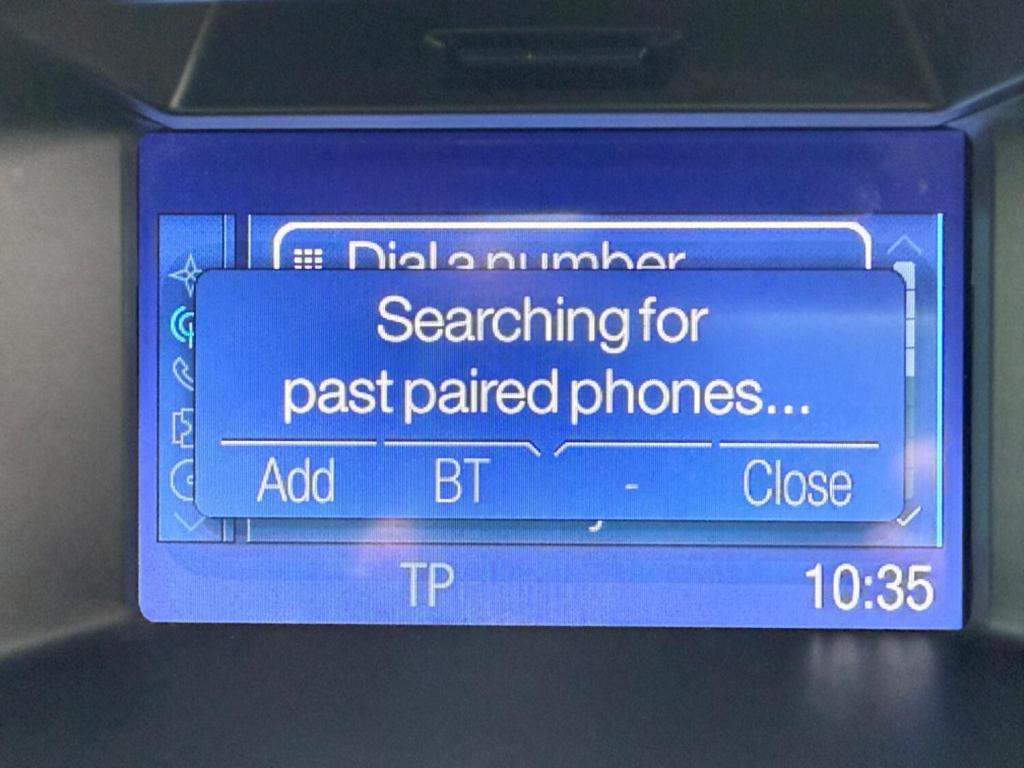 Dial a number
Searching for
past paired phones...
Add BT - Close
TP 10:35